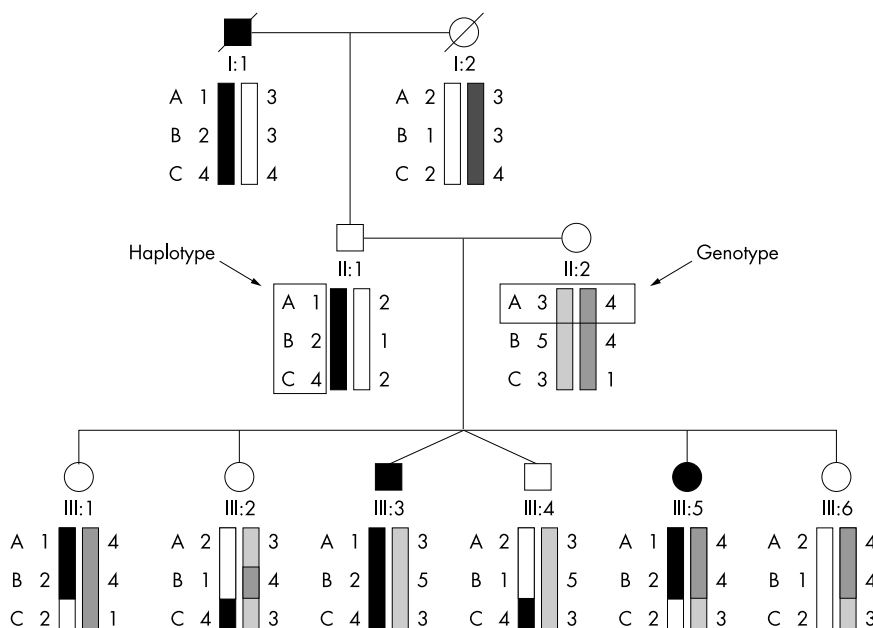 I:1 I:2
A 1 3 A 2 3
B 2 3 B 1 3
C 4 4 C 2 4
Haplotype Genotype
II:1 II:2
A 1 2 A 3 4
B 2 1 B 5 4
C 4 2 C 3 1
III:1 III:2 III:3 III:4 III:5 III:6
A 1 4 A 2 3 A 1 3 A 2 3 A 1 4 A 2 4
B 2 4 B 1 4 B 2 5 B 1 5 B 2 4 B 1 4
C 2 1 C 4 3 C 4 3 C 4 3 C 2 3 C 2 3